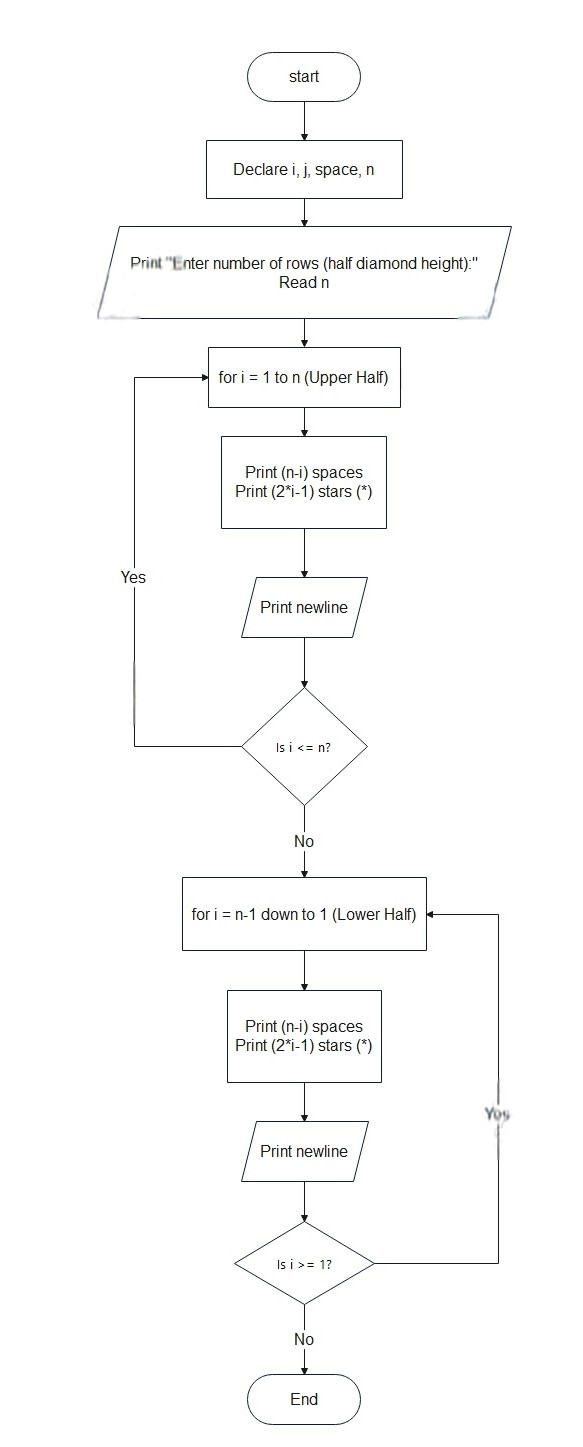 start
Declare i, j, space, n
Print "Enter number of rows (half diamond height):"
Read n
for i = 1 to n (Upper Half)
Print (n-i) spaces
Print (2*i-1) stars (*)
Yes
Print newline
Is i <= n?
No
for i = n-1 down to 1 (Lower Half)
Print (n-i) spaces
Print (2*i-1) stars (*)
Yes
Print newline
Is i >= 1?
No
End